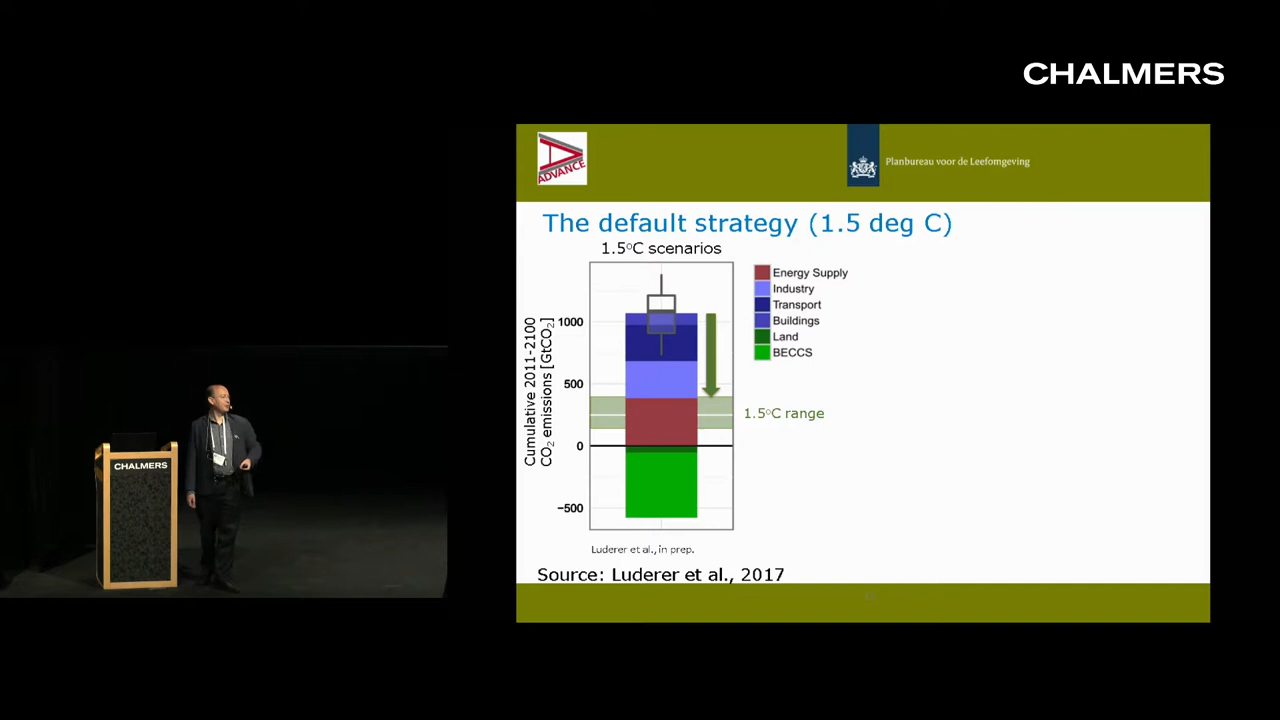 CHALMERS
ADVANCE
Planbureau voor de Leefomgeving
The default strategy (1.5 deg C)
1.5°C scenarios
Cumulative 2011-2100
CO₂ emissions [GtCO₂]
1000
500
0
−500
Energy Supply
Industry
Transport
Buildings
Land
BECCS
1.5°C range
Luderer et al., in prep.
Source: Luderer et al., 2017
CHALMERS